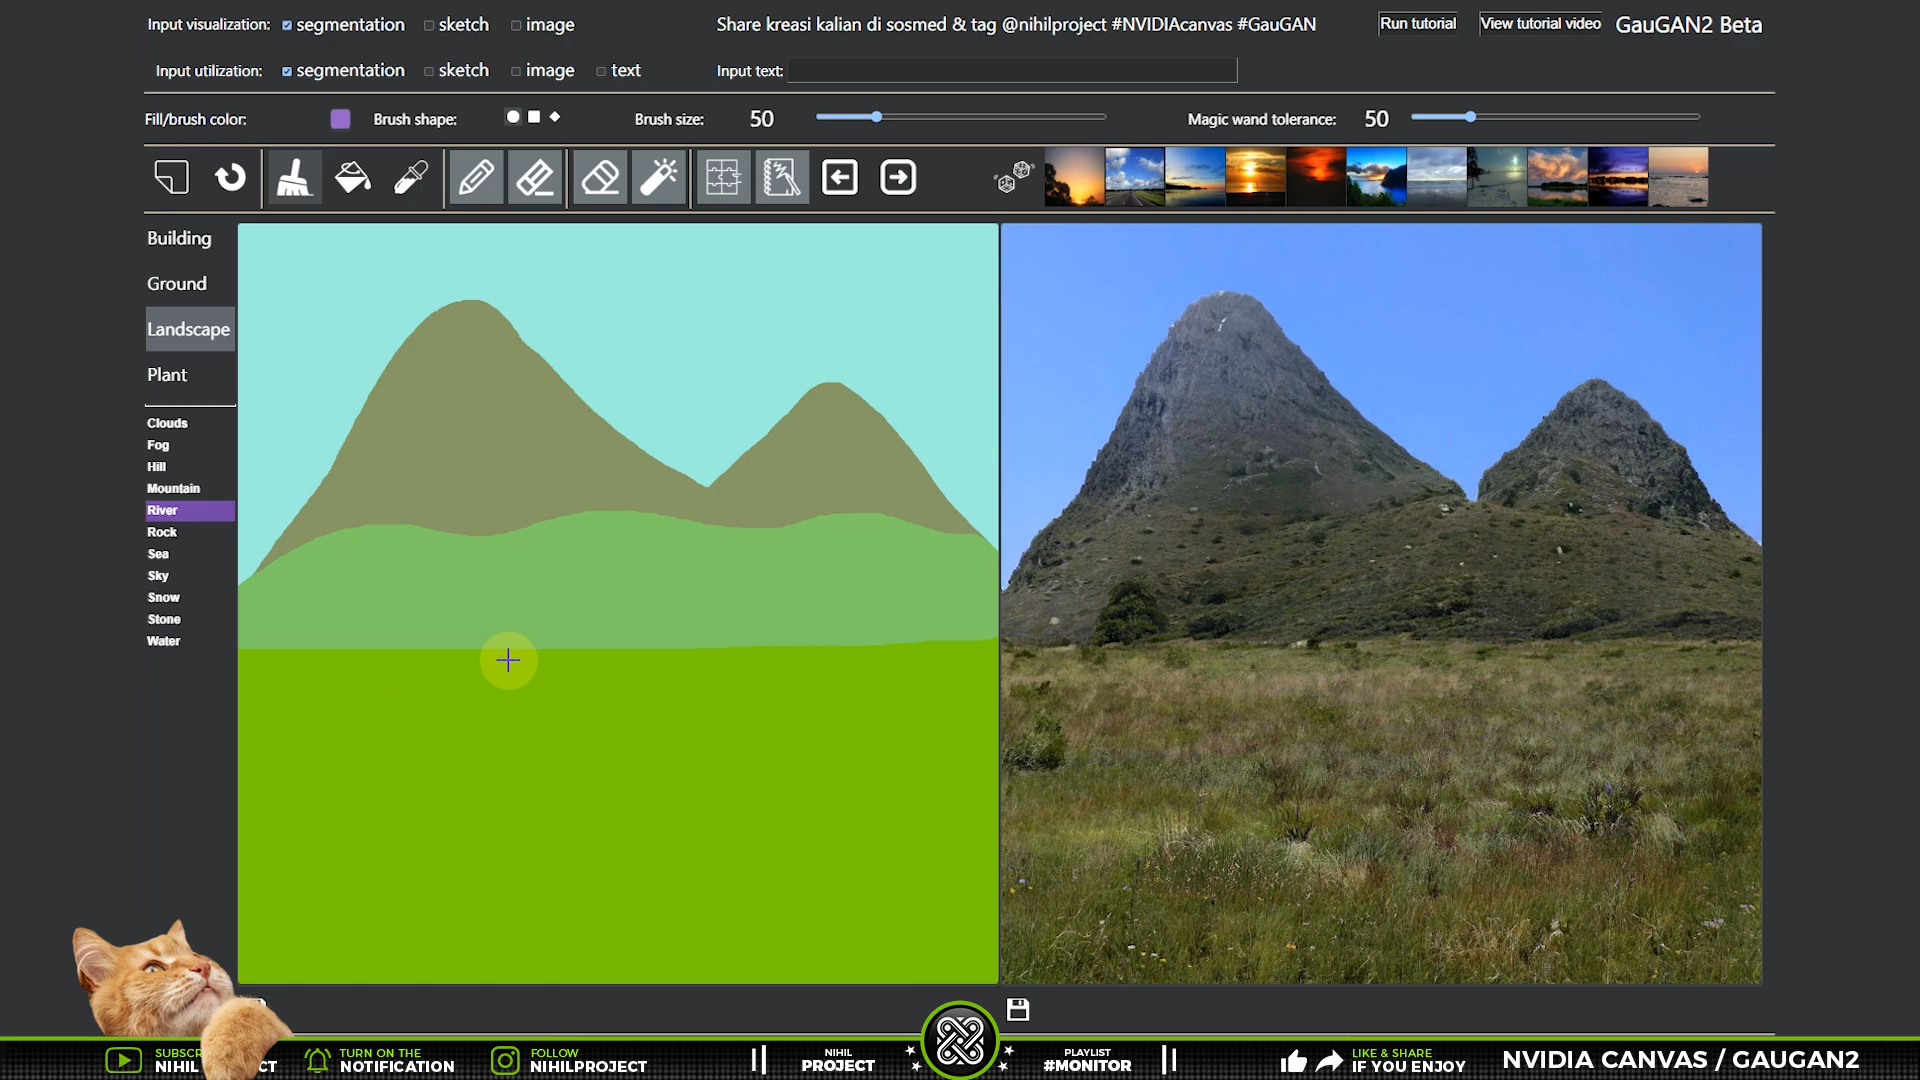 Input visualization: segmentation sketch image Share kreasi kalian di sosmed & tag @nihilproject #NVIDIAcanvas #GauGAN Run tutorial View tutorial video GauGAN2 Beta
Input utilization: segmentation sketch image text Input text:
Fill/brush color: Brush shape: Brush size: 50 Magic wand tolerance: 50
Building
Ground
Landscape
Plant
Clouds
Fog
Hill
Mountain
River
Rock
Sea
Sky
Snow
Stone
Water
TURN ON THE
NOTIFICATION
FOLLOW
NIHILPROJECT
NIHIL
PROJECT
PLAYLIST
#MONITOR
LIKE & SHARE
IF YOU ENJOY
NVIDIA CANVAS / GAUGAN2
NIHIL